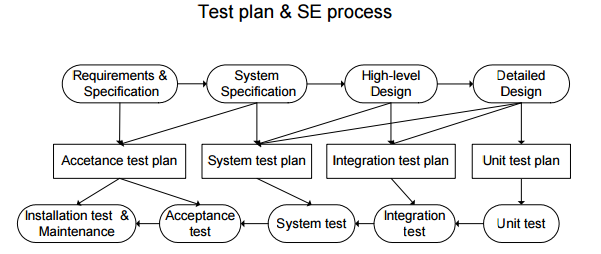 Test plan & SE process
Requirements &
Specification
System
Specification
High-level
Design
Detailed
Design
Accetance test plan
System test plan
Integration test plan
Unit test plan
Installation test &
Maintenance
Acceptance
test
System test
Integration
test
Unit test